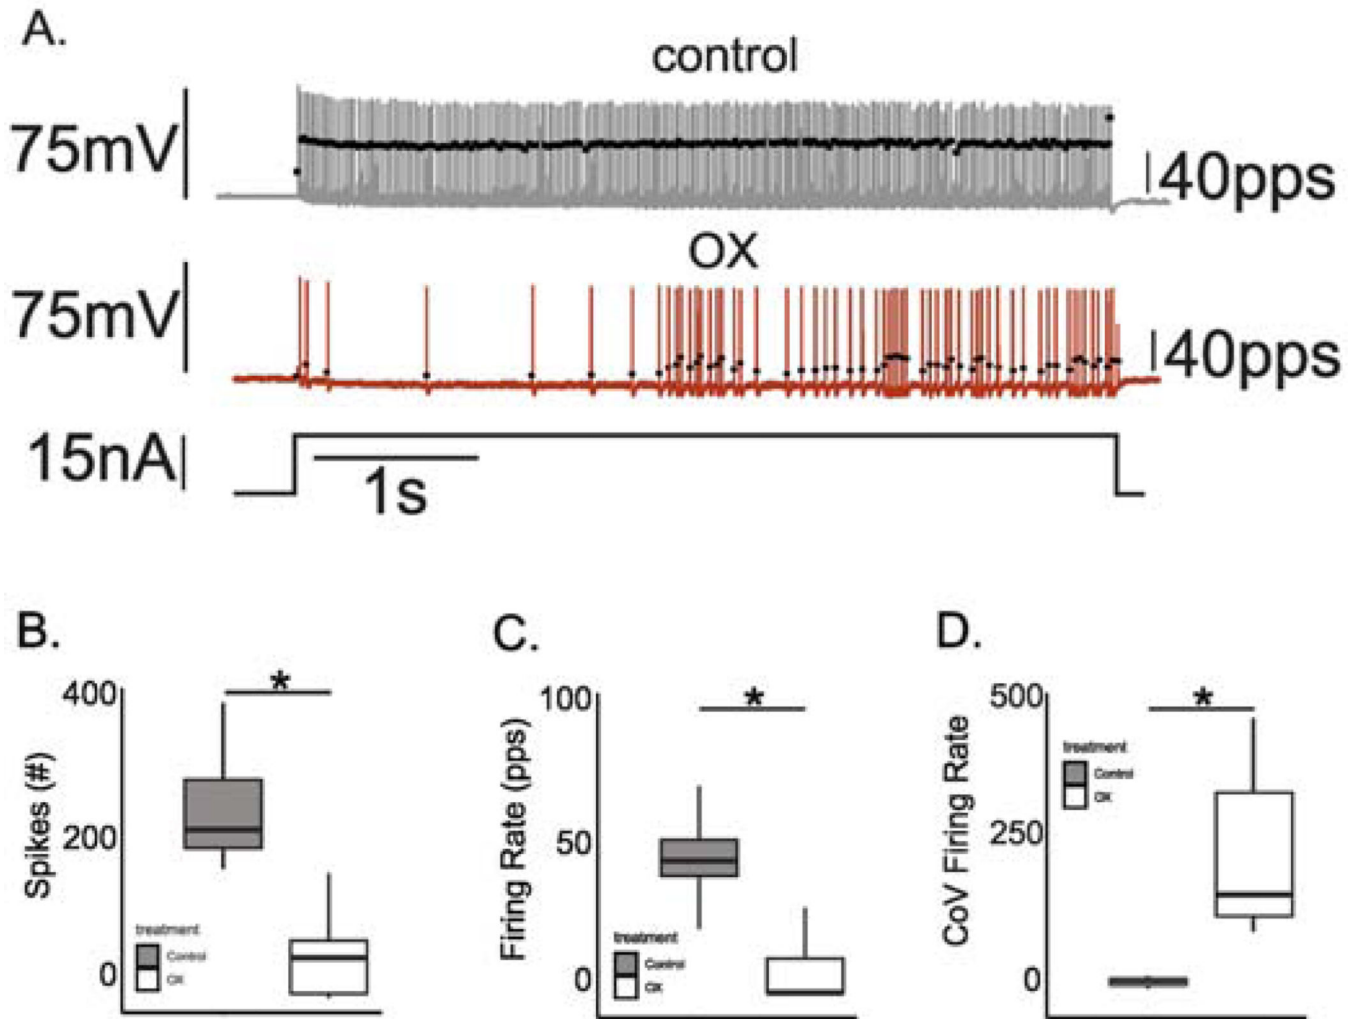 A.
control
75mV
40pps
OX
75mV
40pps
15nA
1s
B.
400
*
200
0
Spikes (#)
treatment
Control
OX
C.
100
*
50
0
Firing Rate (pps)
treatment
Control
OX
D.
500
*
250
0
CoV Firing Rate
treatment
Control
OX